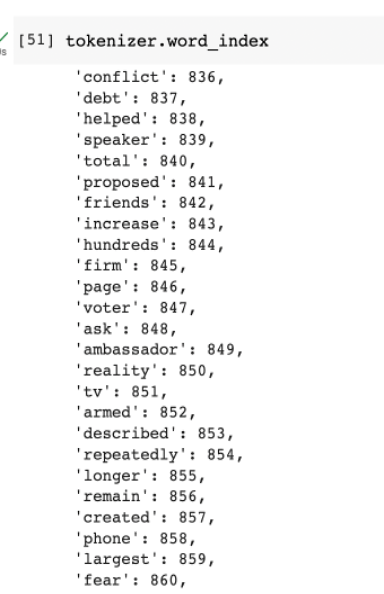 [51] tokenizer.word_index
'conflict': 836,
'debt': 837,
'helped': 838,
'speaker': 839,
'total': 840,
'proposed': 841,
'friends': 842,
'increase': 843,
'hundreds': 844,
'firm': 845,
'page': 846,
'voter': 847,
'ask': 848,
'ambassador': 849,
'reality': 850,
'tv': 851,
'armed': 852,
'described': 853,
'repeatedly': 854,
'longer': 855,
'remain': 856,
'created': 857,
'phone': 858,
'largest': 859,
'fear': 860,